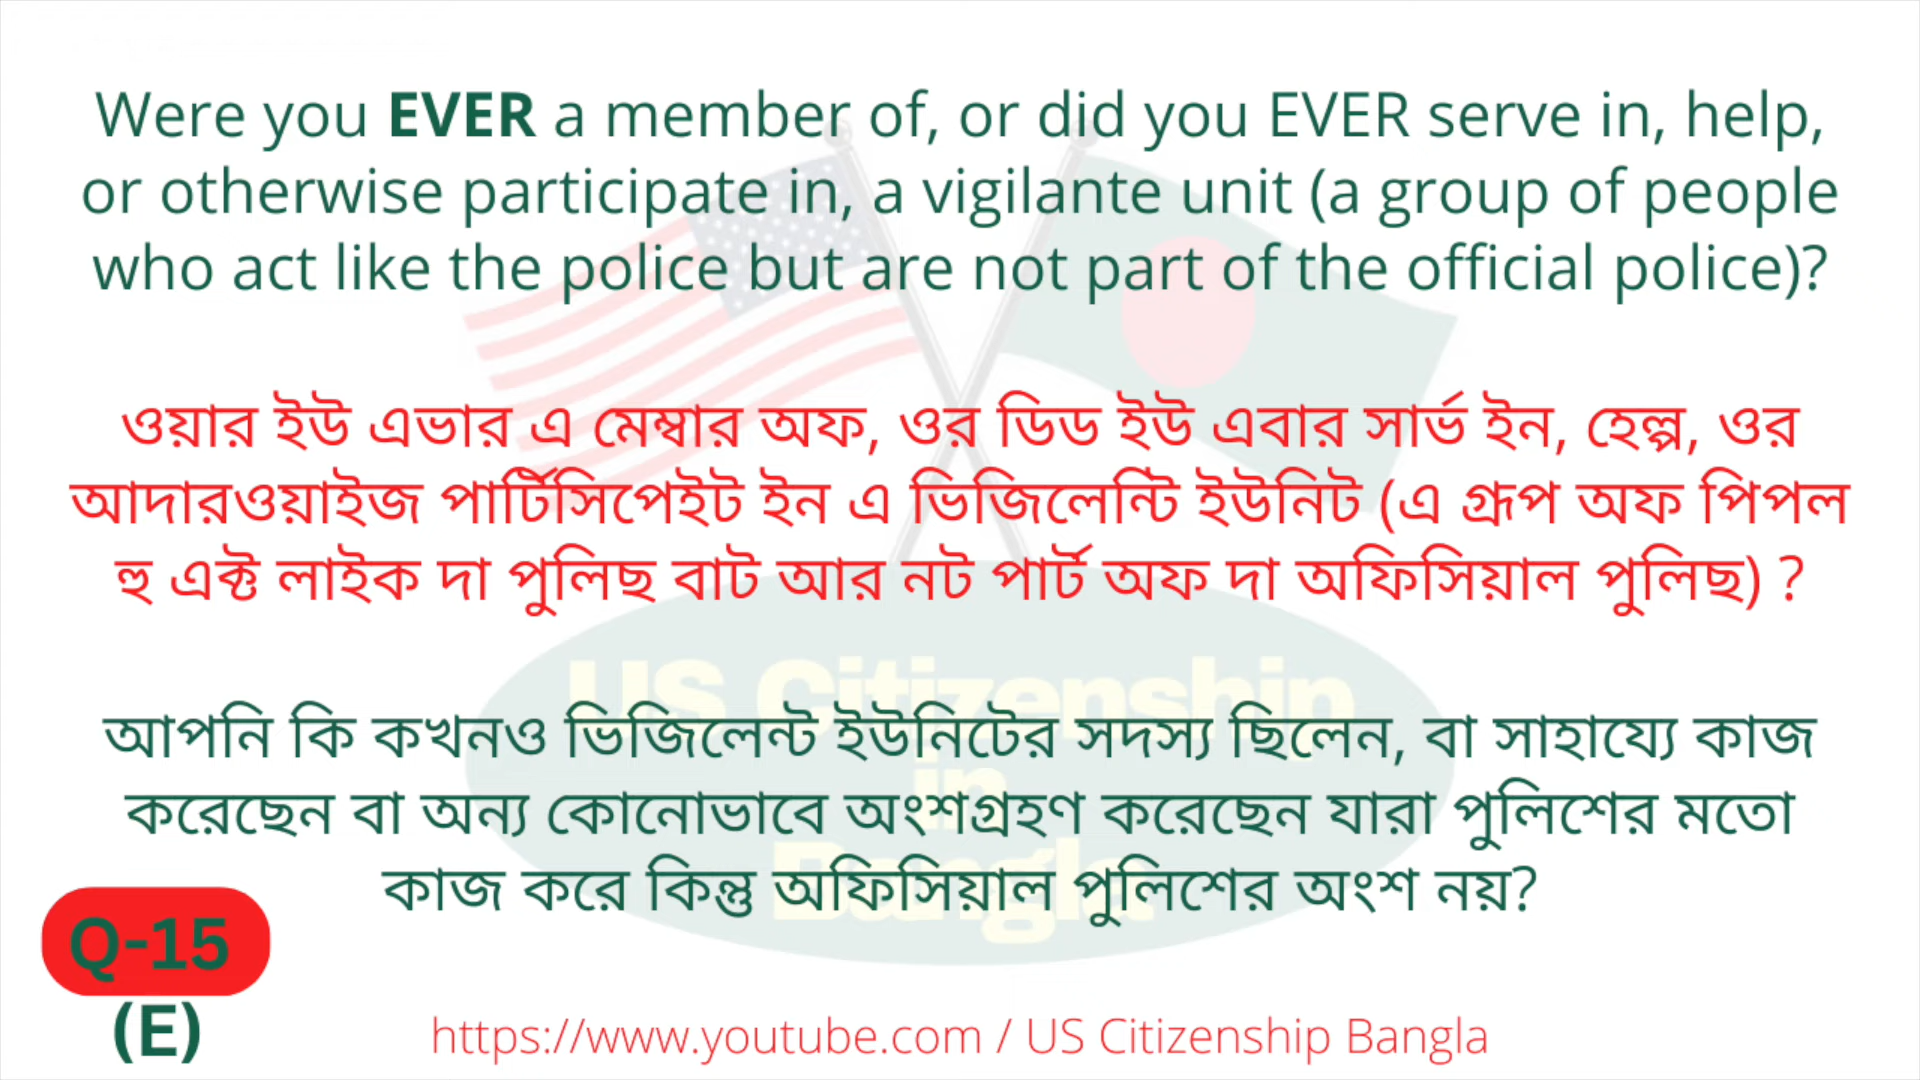 Were you EVER a member of, or did you EVER serve in, help,
or otherwise participate in, a vigilante unit (a group of people
who act like the police but are not part of the official police)?
ওয়ার ইউ এভার এ মেম্বার অফ, ওর ডিড ইউ এবার সার্ভ ইন, হেল্প, ওর
আদারওয়াইজ পার্টিসিপেইট ইন এ ভিজিলেন্টি ইউনিট (এ গ্রূপ অফ পিপল
হু এক্ট লাইক দা পুলিছ বাট আর নট পার্ট অফ দা অফিসিয়াল পুলিছ) ?
US Citizenship
in
Bangla
আপনি কি কখনও ভিজিলেন্ট ইউনিটের সদস্য ছিলেন, বা সাহায্যে কাজ
করেছেন বা অন্য কোনোভাবে অংশগ্রহণ করেছেন যারা পুলিশের মতো
কাজ করে কিন্তু অফিসিয়াল পুলিশের অংশ নয়?
Q-15
(E)
https://www.youtube.com / US Citizenship Bangla